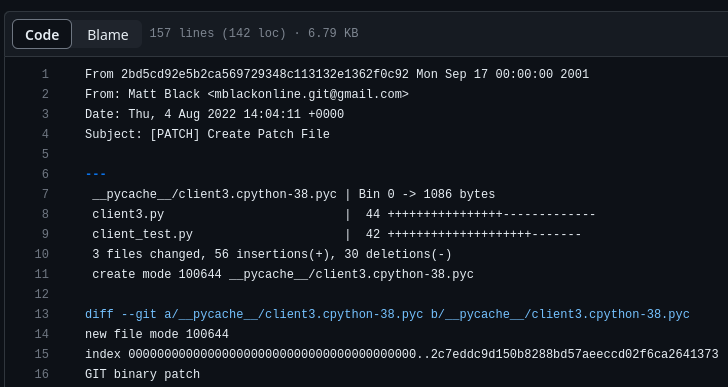 Code Blame 157 lines (142 loc) · 6.79 KB
1 From 2bd5cd92e5b2ca569729348c113132e1362f0c92 Mon Sep 17 00:00:00 2001
2 From: Matt Black <mblackonline.git@gmail.com>
3 Date: Thu, 4 Aug 2022 14:04:11 +0000
4 Subject: [PATCH] Create Patch File
5
6 ---
7 __pycache__/client3.cpython-38.pyc | Bin 0 -> 1086 bytes
8 client3.py | 44 ++++++++++++++++-------------
9 client_test.py | 42 ++++++++++++++++++++-------
10 3 files changed, 56 insertions(+), 30 deletions(-)
11 create mode 100644 __pycache__/client3.cpython-38.pyc
12
13 diff --git a/__pycache__/client3.cpython-38.pyc b/__pycache__/client3.cpython-38.pyc
14 new file mode 100644
15 index 0000000000000000000000000000000000000000..2c7eddc9d150b8288bd57aeeccd02f6ca2641373
16 GIT binary patch